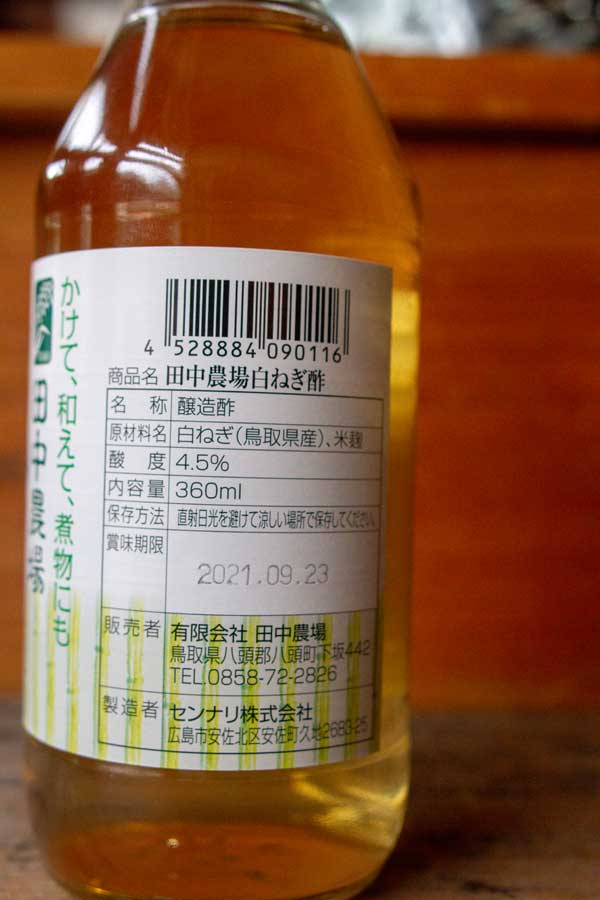 かけて、和えて、煮物にも
田中農場
4 528884 090116
商品名 田中農場白ねぎ酢
名 称 醸造酢
原材料名 白ねぎ(鳥取県産)、米麹
酸 度 4.5%
内容量 360ml
保存方法 直射日光を避けて涼しい場所で保存してください。
賞味期限
2021.09.23
販売者 有限会社 田中農場
鳥取県八頭郡八頭町下坂442
TEL.0858-72-2826
製造者 センナリ株式会社
広島市安佐北区安佐町久地2683-25